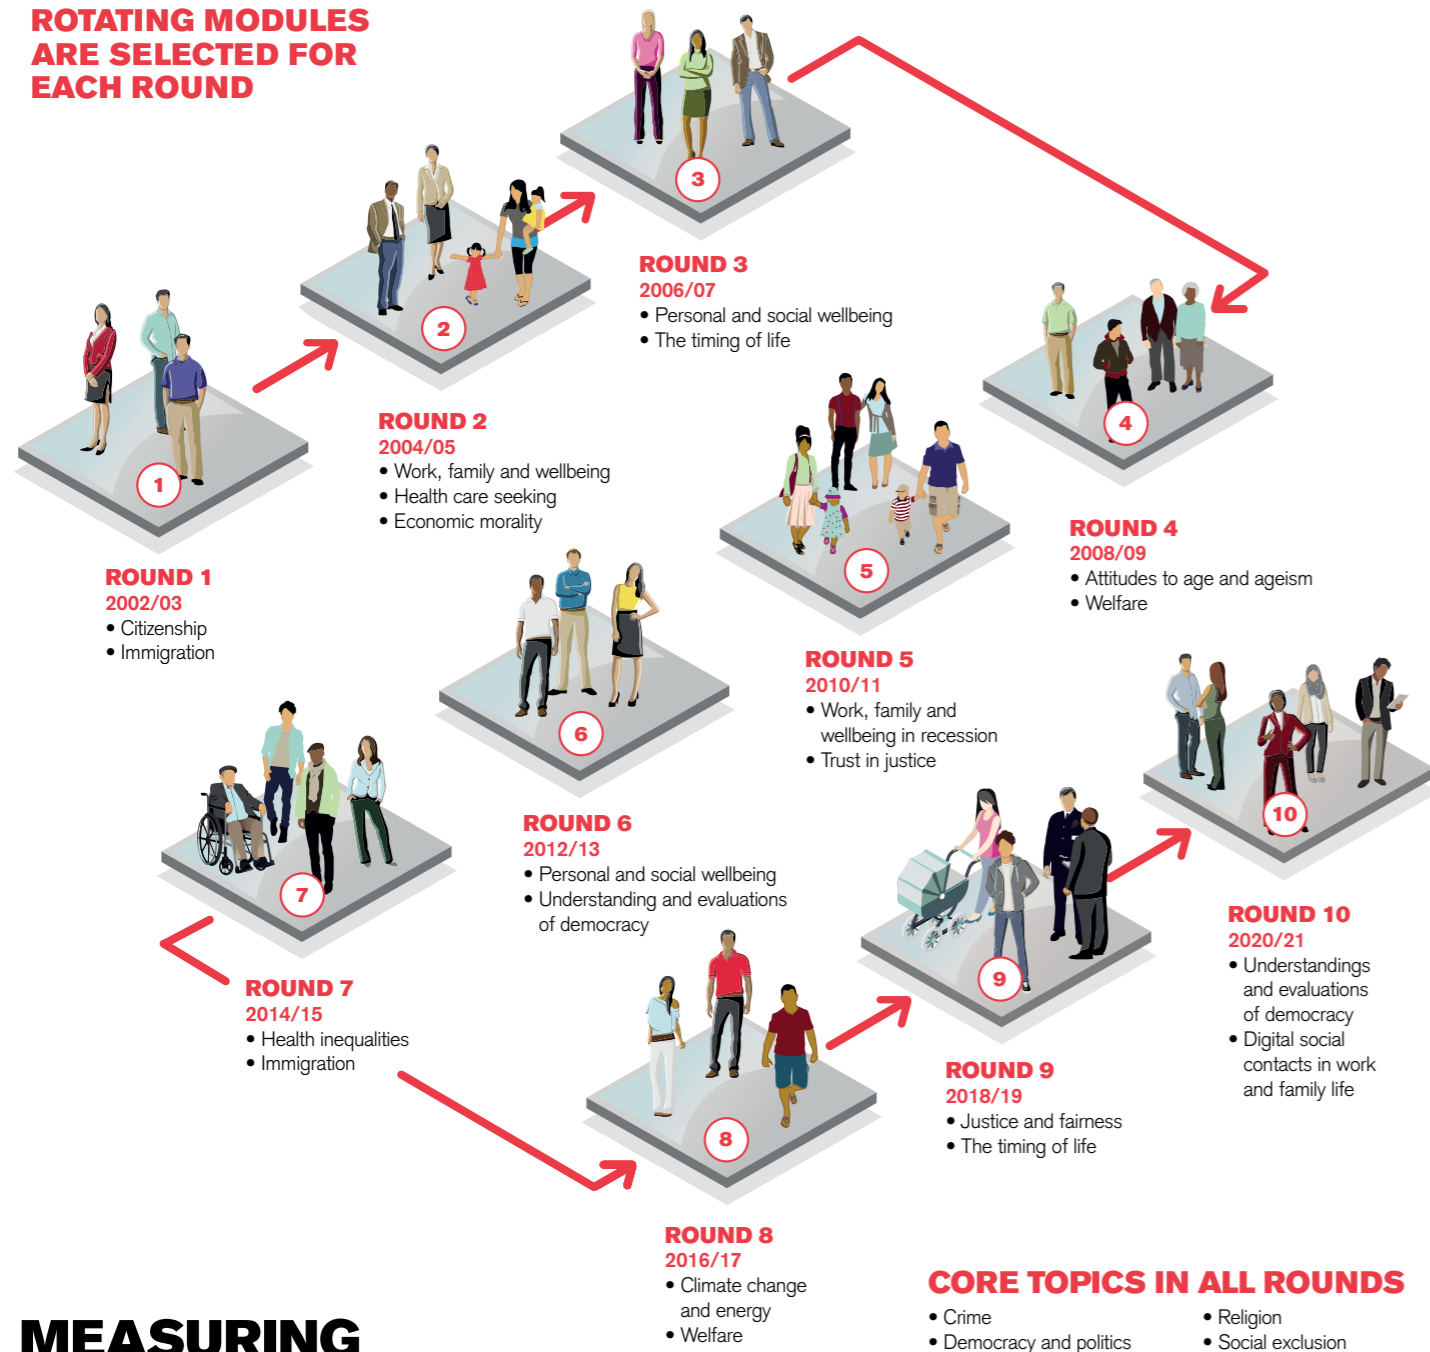 ROTATING MODULES
ARE SELECTED FOR
EACH ROUND
1
ROUND 1
2002/03
• Citizenship
• Immigration
2
ROUND 2
2004/05
• Work, family and wellbeing
• Health care seeking
• Economic morality
3
ROUND 3
2006/07
• Personal and social wellbeing
• The timing of life
4
ROUND 4
2008/09
• Attitudes to age and ageism
• Welfare
5
ROUND 5
2010/11
• Work, family and
wellbeing in recession
• Trust in justice
6
ROUND 6
2012/13
• Personal and social wellbeing
• Understanding and evaluations
of democracy
7
ROUND 7
2014/15
• Health inequalities
• Immigration
8
ROUND 8
2016/17
• Climate change
and energy
• Welfare
9
ROUND 9
2018/19
• Justice and fairness
• The timing of life
10
ROUND 10
2020/21
• Understandings
and evaluations
of democracy
• Digital social
contacts in work
and family life
CORE TOPICS IN ALL ROUNDS
• Crime
• Democracy and politics
• Religion
• Social exclusion
MEASURING